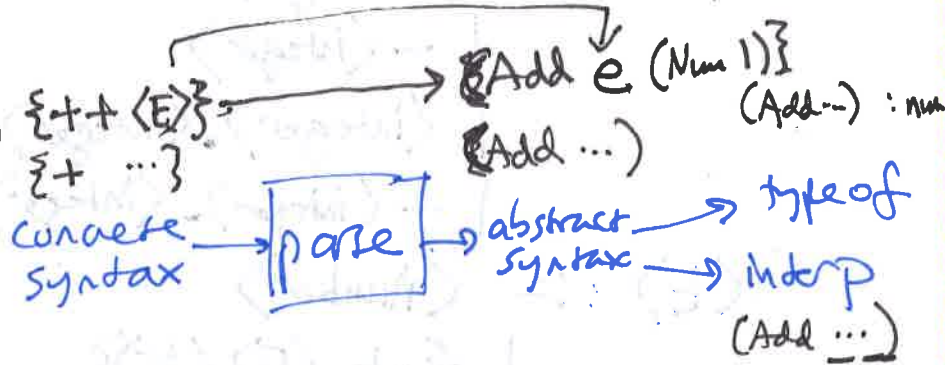 {++ <E>} → {Add e (Num 1)}
(Add...) : num
{+ ...} (Add ...)
concrete syntax → parse → abstract syntax → typeof
→ interp
(Add ...)